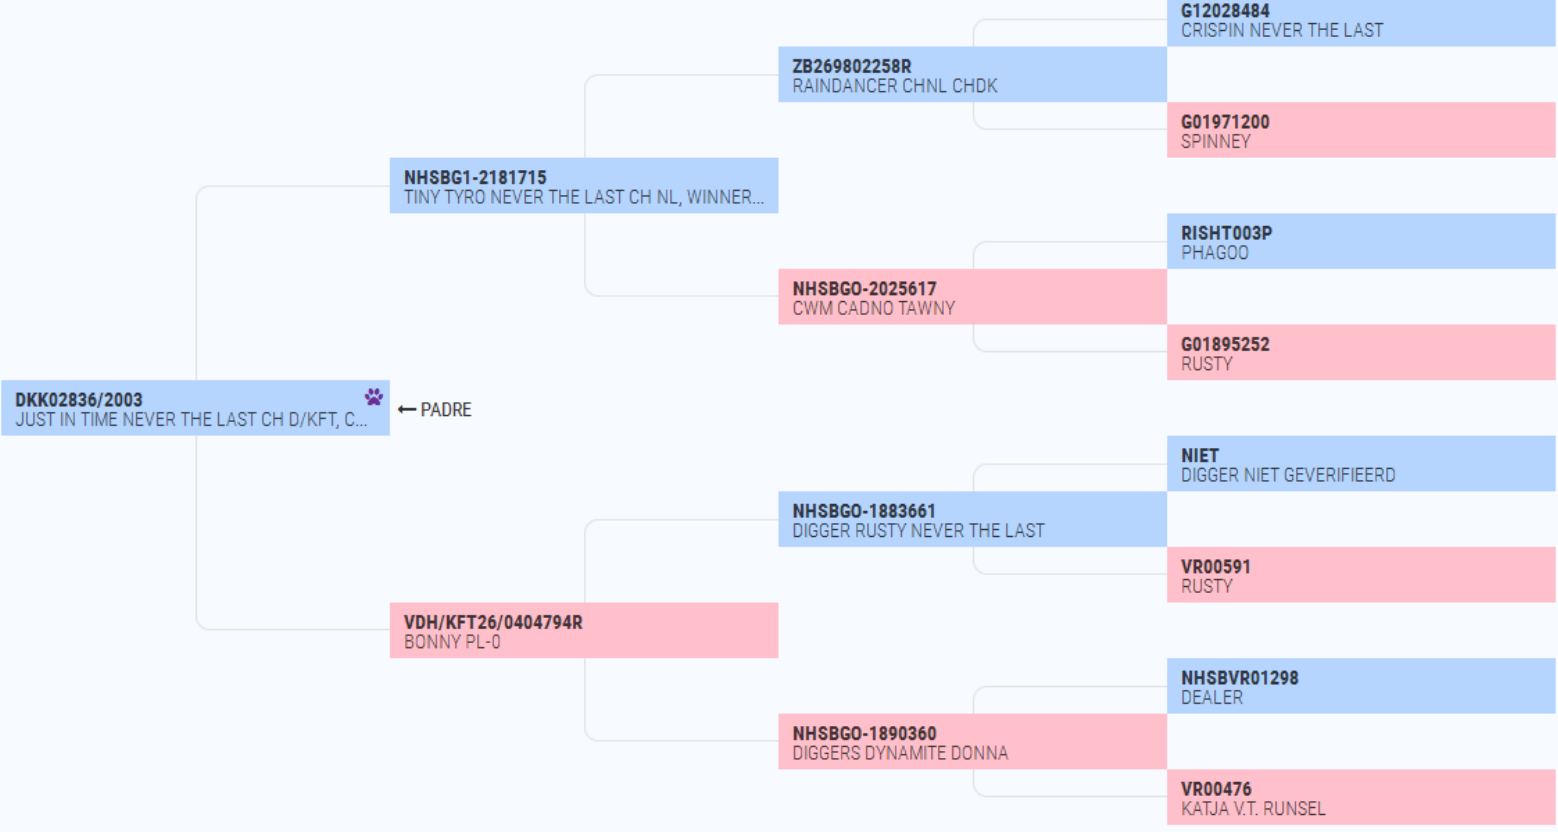 G12028484
CRISPIN NEVER THE LAST
ZB269802258R
RAINDANCER CHNL CHDK
G01971200
SPINNEY
NHSBG1-2181715
TINY TYRO NEVER THE LAST CH NL, WINNER...
RISHT003P
PHAGOO
NHSBGO-2025617
CWM CADNO TAWNY
G01895252
RUSTY
DKK02836/2003
JUST IN TIME NEVER THE LAST CH D/KFT, C...
← PADRE
NIET
DIGGER NIET GEVERIFIEERD
NHSBGO-1883661
DIGGER RUSTY NEVER THE LAST
VR00591
RUSTY
VDH/KFT26/0404794R
BONNY PL-0
NHSBVR01298
DEALER
NHSBGO-1890360
DIGGERS DYNAMITE DONNA
VR00476
KATJA V.T. RUNSEL